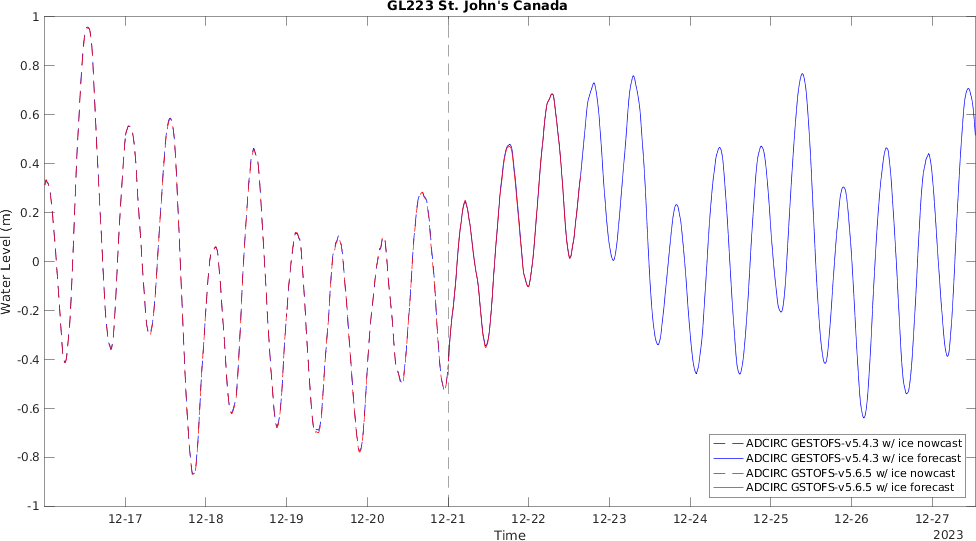 GL223 St. John's Canada
Water Level (m)
1
0.8
0.6
0.4
0.2
0
-0.2
-0.4
-0.6
-0.8
-1
12-17 12-18 12-19 12-20 12-21 12-22 12-23 12-24 12-25 12-26 12-27
Time
2023
ADCIRC GESTOFS-v5.4.3 w/ ice nowcast
ADCIRC GESTOFS-v5.4.3 w/ ice forecast
ADCIRC GSTOFS-v5.6.5 w/ ice nowcast
ADCIRC GSTOFS-v5.6.5 w/ ice forecast